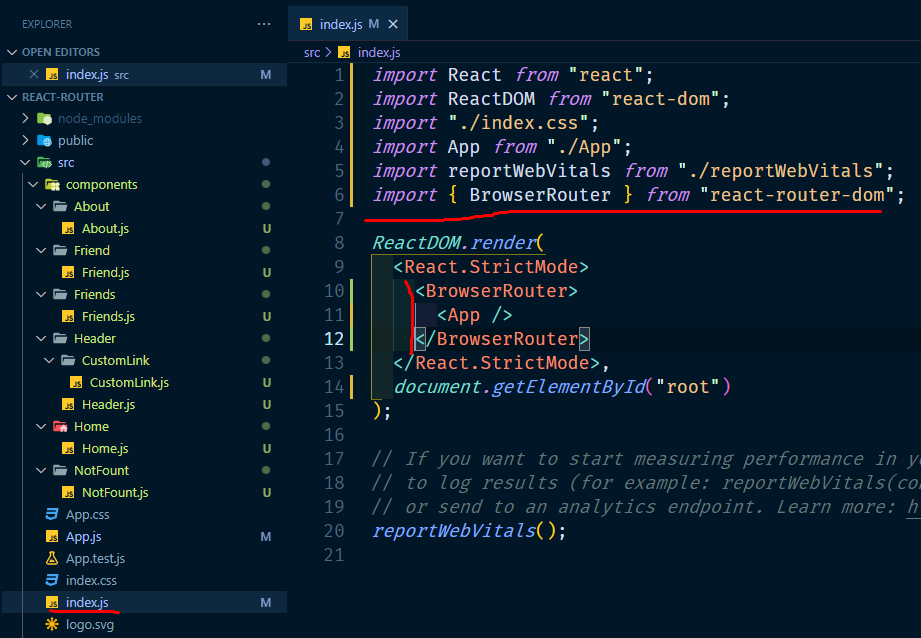 EXPLORER
OPEN EDITORS
index.js src M
REACT-ROUTER
node_modules
public
src
components
About
About.js U
Friend
Friend.js U
Friends
Friends.js U
Header
CustomLink
CustomLink.js U
Header.js U
Home
Home.js U
NotFount
NotFount.js U
App.css
App.js M
App.test.js
index.css
index.js M
logo.svg
index.js M
src > index.js
1 import React from "react";
2 import ReactDOM from "react-dom";
3 import "./index.css";
4 import App from "./App";
5 import reportWebVitals from "./reportWebVitals";
6 import { BrowserRouter } from "react-router-dom";
7
8 ReactDOM.render(
9 <React.StrictMode>
10 <BrowserRouter>
11 <App />
12 </BrowserRouter>
13 </React.StrictMode>,
14 document.getElementById("root")
15 );
16
17 // If you want to start measuring performance in yo
18 // to log results (for example: reportWebVitals(con
19 // or send to an analytics endpoint. Learn more: h
20 reportWebVitals();
21